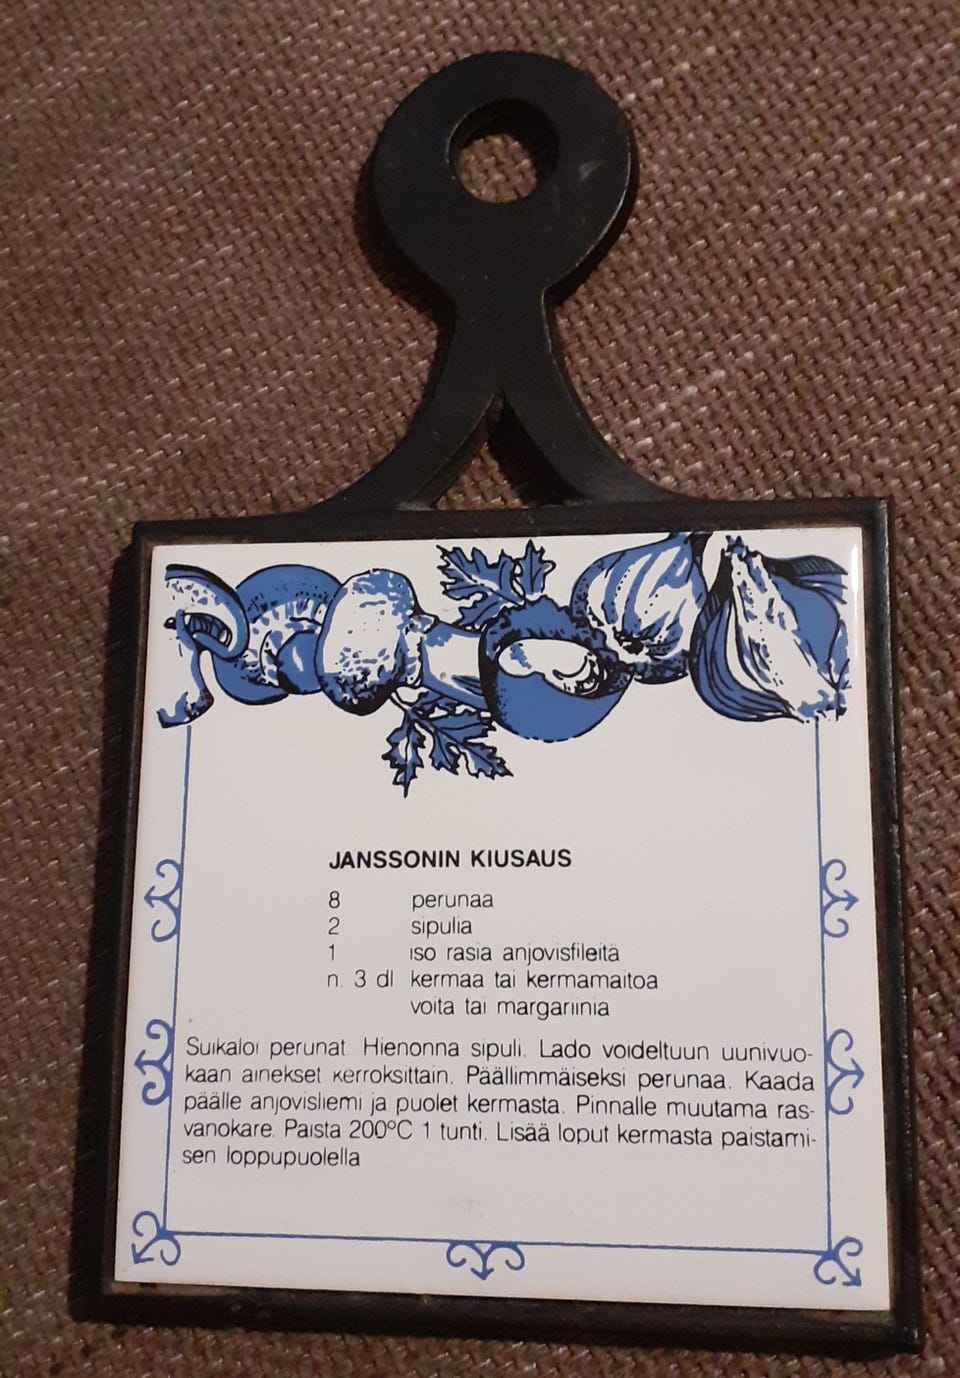 JANSSONIN KIUSAUS
8 perunaa
2 sipulia
1 iso rasia anjovisfileitä
n. 3 dl kermaa tai kermamaitoa
voita tai margariinia
Suikaloi perunat. Hienonna sipuli. Lado voideltuun uunivuo-
kaan ainekset kerroksittain. Päällimmäiseksi perunaa. Kaada
päälle anjovisliemi ja puolet kermasta. Pinnalle muutama ras-
vanokare. Paista 200°C 1 tunti. Lisää loput kermasta paistami-
sen loppupuolella